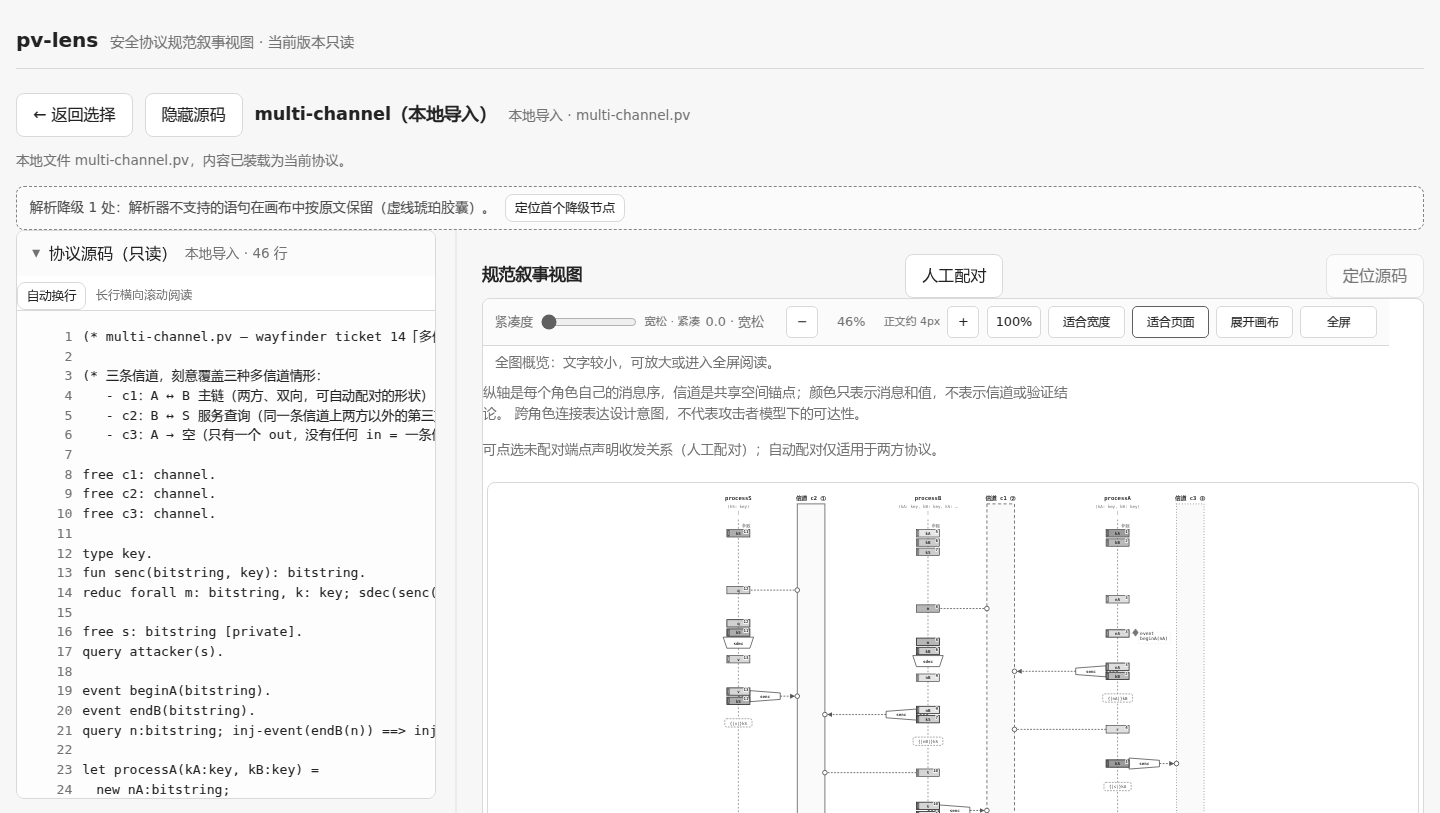 pv-lens 安全协议规范叙事视图 · 当前版本只读
← 返回选择 隐藏源码 multi-channel（本地导入） 本地导入 · multi-channel.pv
本地文件 multi-channel.pv，内容已装载为当前协议。
解析降级 1 处：解析器不支持的语句在画布中按原文保留（虚线琥珀胶囊）。 定位首个降级节点
▼ 协议源码（只读） 本地导入 · 46 行
自动换行 长行横向滚动阅读
1 (* multi-channel.pv — wayfinder ticket 14「多
2
3 (* 三条信道，刻意覆盖三种多信道情形：
4 - c1：A ↔ B 主链（两方、双向，可自动配对的形状）
5 - c2：B ↔ S 服务查询（同一条信道上两方以外的第三
6 - c3：A → 空（只有一个 out，没有任何 in = 一条
7
8 free c1: channel.
9 free c2: channel.
10 free c3: channel.
11
12 type key.
13 fun senc(bitstring, key): bitstring.
14 reduc forall m: bitstring, k: key; sdec(senc(
15
16 free s: bitstring [private].
17 query attacker(s).
18
19 event beginA(bitstring).
20 event endB(bitstring).
21 query n:bitstring; inj-event(endB(n)) ==> inj
22
23 let processA(kA:key, kB:key) =
24 new nA:bitstring;
规范叙事视图 人工配对 定位源码
紧凑度 宽松 · 紧凑 0.0 · 宽松 − 46% 正文约 4px + 100% 适合宽度 适合页面 展开画布 全屏
全图概览：文字较小，可放大或进入全屏阅读。
纵轴是每个角色自己的消息序，信道是共享空间锚点；颜色只表示消息和值，不表示信道或验证结
论。 跨角色连接表达设计意图，不代表攻击者模型下的可达性。
可点选未配对端点声明收发关系（人工配对）；自动配对仅适用于两方协议。
processS 信道 c2 ① processB 信道 c1 ② processA 信道 c3 ③
(kS: key) (kA: key, kB: key)
event
beginA(nA)
sdec
sdec
senc
senc
senc
senc
senc